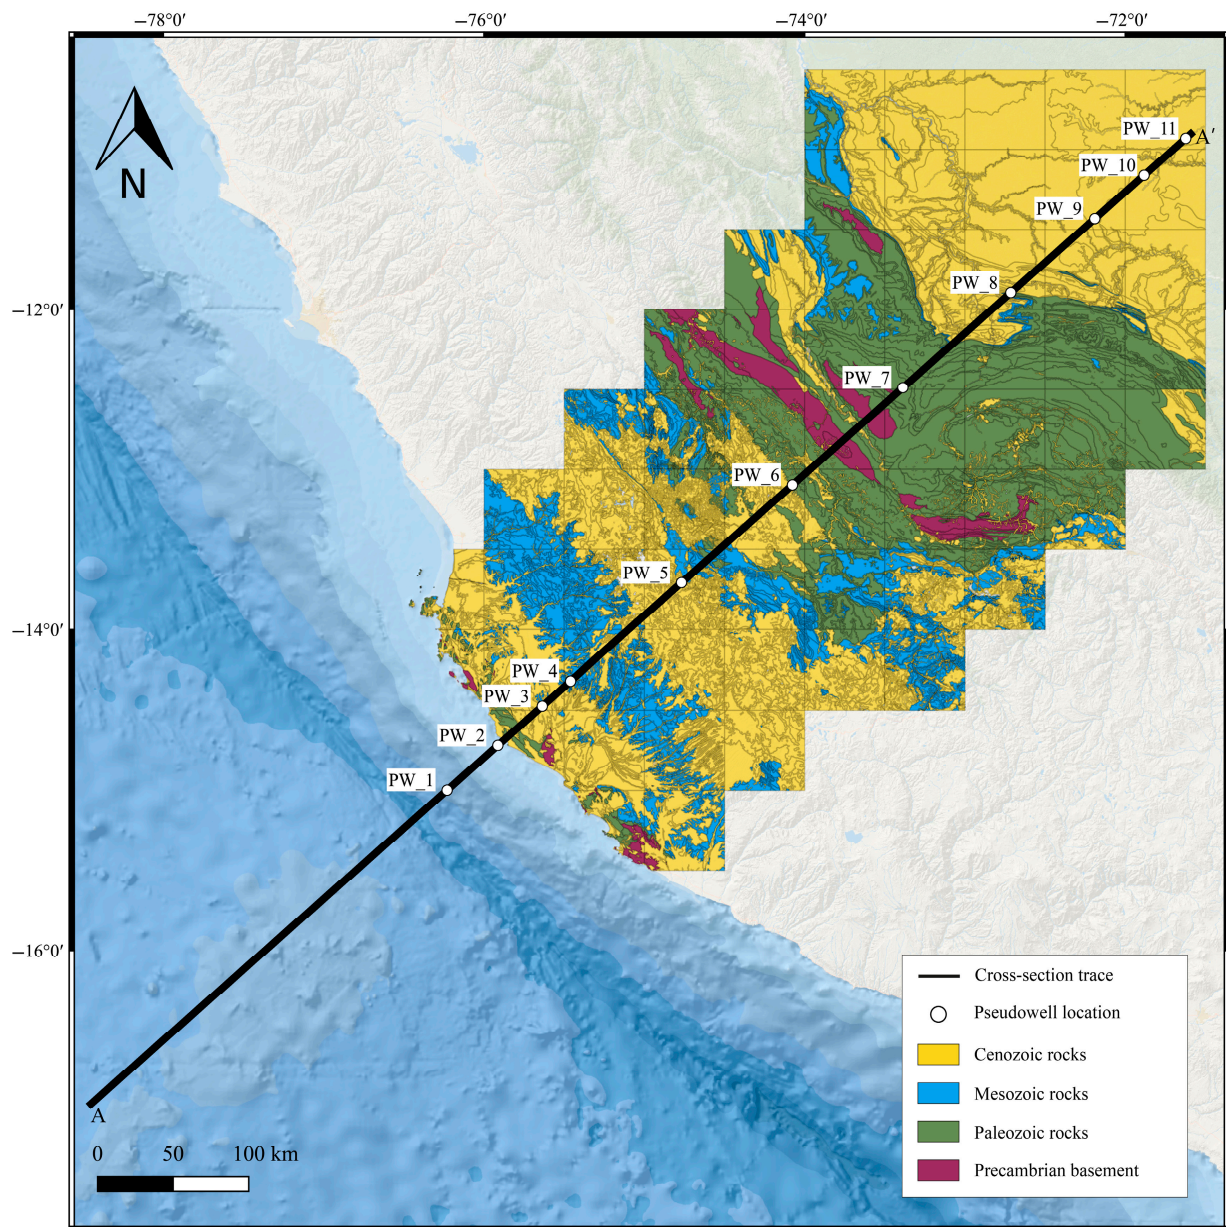 −78°0′ −76°0′ −74°0′ −72°0′
PW_11
A′
PW_10
N
PW_9
PW_8
−12°0′
PW_7
PW_6
PW_5
−14°0′
PW_4
PW_3
PW_2
PW_1
−16°0′
Cross-section trace
Pseudowell location
Cenozoic rocks
Mesozoic rocks
A
Paleozoic rocks
0 50 100 km
Precambrian basement